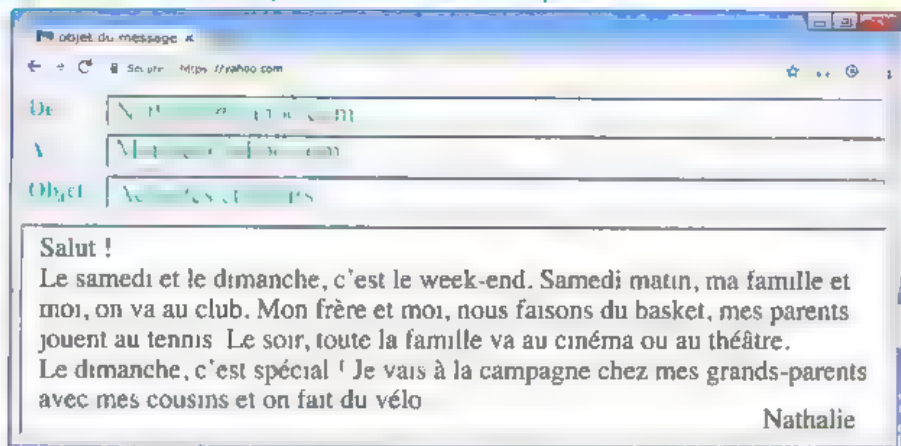 objet du message x
https //yahoo com
De
A
Objet
Salut !
Le samedi et le dimanche, c'est le week-end. Samedi matin, ma famille et
moi, on va au club. Mon frère et moi, nous faisons du basket, mes parents
jouent au tennis Le soir, toute la famille va au cinéma ou au théâtre.
Le dimanche, c'est spécial ! Je vais à la campagne chez mes grands-parents
avec mes cousins et on fait du vélo
Nathalie